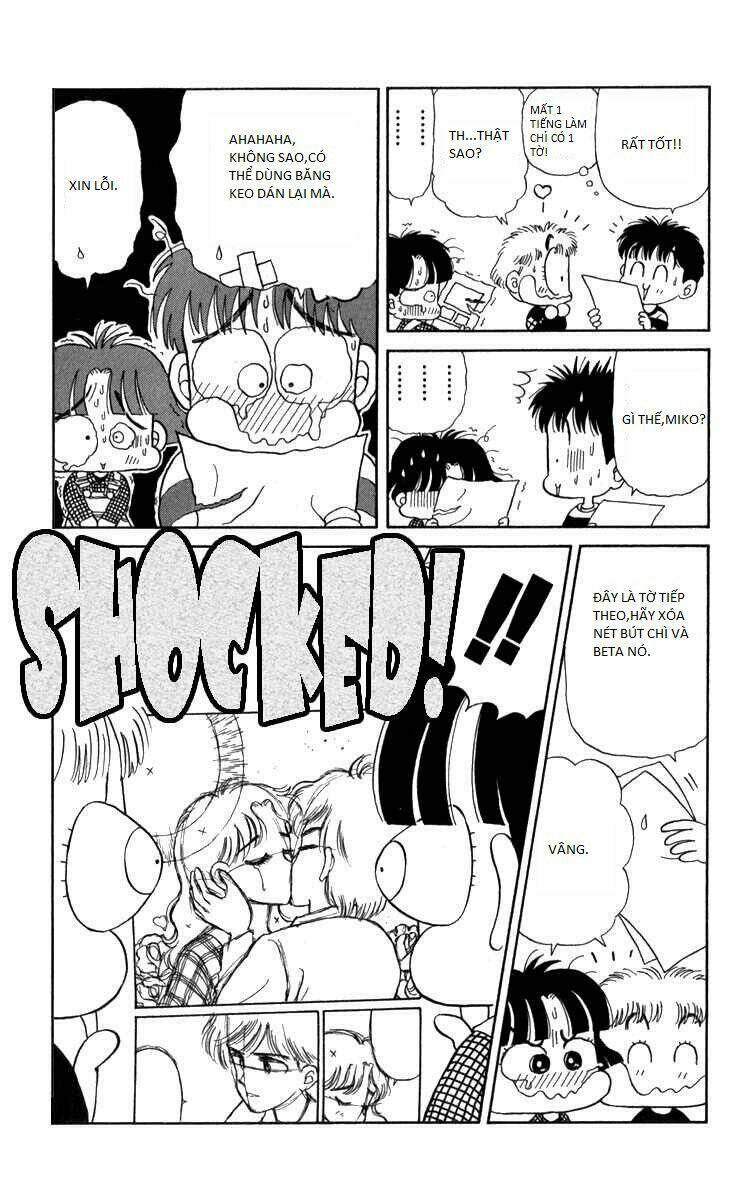 RẤT TỐT!!
MẤT 1
TIẾNG LÀM
CHỈ CÓ 1
TỜ!
TH...THẬT
SAO?
AHAHAHA,
KHÔNG SAO,CÓ
THỂ DÙNG BĂNG
KEO DÁN LẠI MÀ.
XIN LỖI.
GÌ THẾ,MIKO?
ĐÂY LÀ TỜ TIẾP
THEO,HÃY XÓA
NÉT BÚT CHÌ VÀ
BETA NÓ.
VÂNG.
!!
SHOCKED!